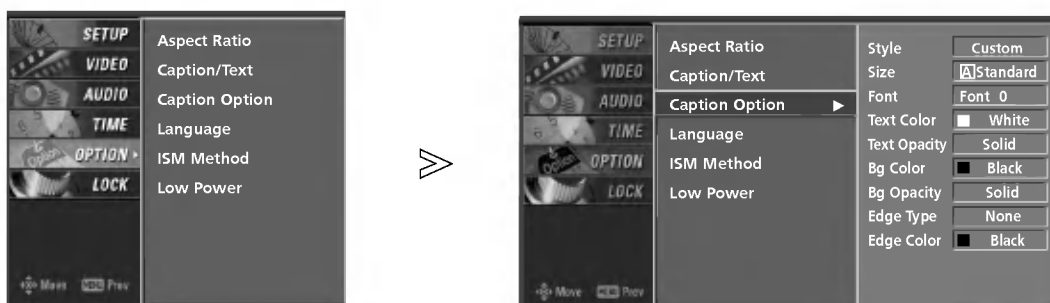 SETUP
VIDEO
AUDIO
TIME
OPTION
LOCK
Aspect Ratio
Caption/Text
Caption Option
Language
ISM Method
Low Power
Move MENU Prev
SETUP
VIDEO
AUDIO
TIME
OPTION
LOCK
Aspect Ratio
Caption/Text
Caption Option
Language
ISM Method
Low Power
Style Custom
Size A Standard
Font Font 0
Text Color White
Text Opacity Solid
Bg Color Black
Bg Opacity Solid
Edge Type None
Edge Color Black
Move MENU Prev